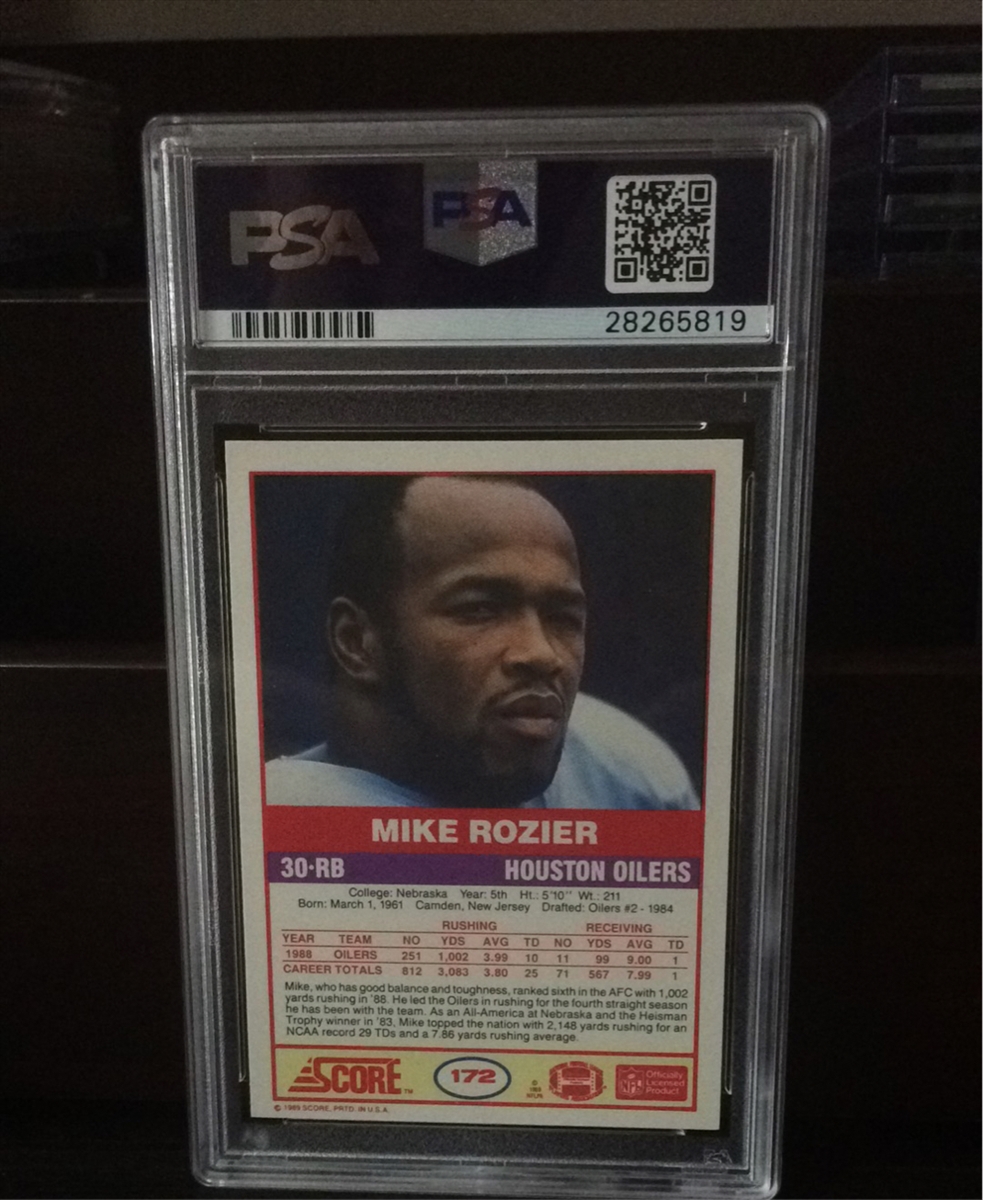 PSA PSA
28265819
MIKE ROZIER
30·RB HOUSTON OILERS
College: Nebraska Year: 5th Ht.: 5'10" Wt.: 211
Born: March 1, 1961 Camden, New Jersey Drafted: Oilers #2 - 1984
RUSHING RECEIVING
YEAR TEAM NO YDS AVG TD NO YDS AVG TD
1988 OILERS 251 1,002 3.99 10 11 99 9.00 1
CAREER TOTALS 812 3,083 3.80 25 71 567 7.99 1
Mike, who has good balance and toughness, ranked sixth in the AFC with 1,002
yards rushing in '88. He led the Oilers in rushing for the fourth straight season
he has been with the team. As an All-America at Nebraska and the Heisman
Trophy winner in '83, Mike topped the nation with 2,148 yards rushing for an
NCAA record 29 TDs and a 7.86 yards rushing average.
SCORE™ 172 NFL Officially
Licensed
Product
© 1989 SCORE, PRTD. IN U.S.A.